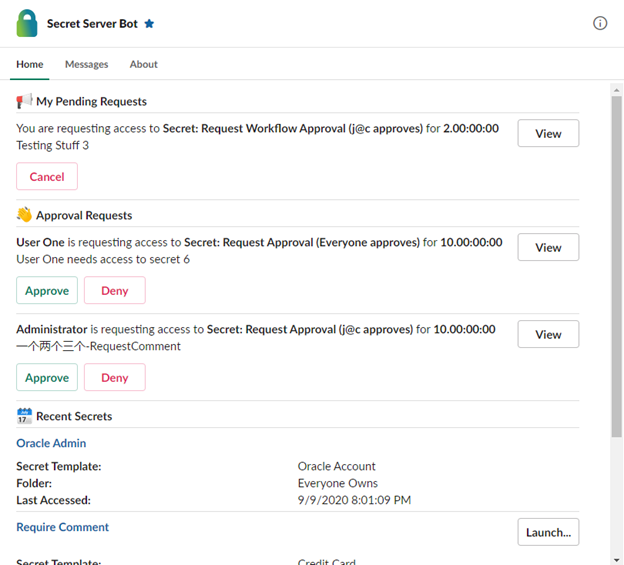 Secret Server Bot
Home Messages About
My Pending Requests
You are requesting access to Secret: Request Workflow Approval (j@c approves) for 2.00:00:00
Testing Stuff 3
View
Cancel
Approval Requests
User One is requesting access to Secret: Request Approval (Everyone approves) for 10.00:00:00
User One needs access to secret 6
View
Approve Deny
Administrator is requesting access to Secret: Request Approval (j@c approves) for 10.00:00:00
一个两个三个-RequestComment
View
Approve Deny
17 Recent Secrets
Oracle Admin
Secret Template: Oracle Account
Folder: Everyone Owns
Last Accessed: 9/9/2020 8:01:09 PM
Require Comment
Launch...
Secret Template: Credit Card